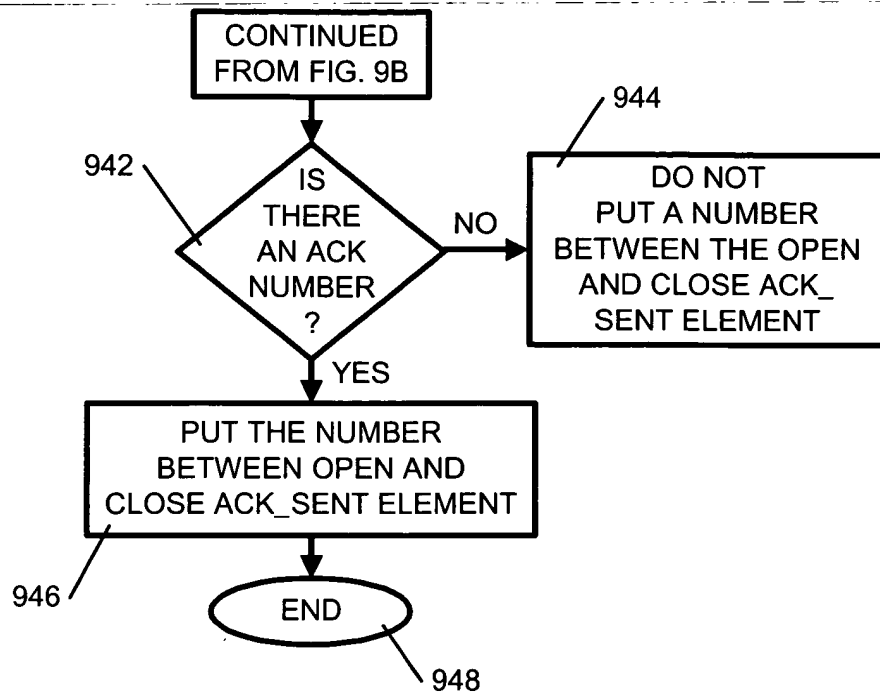 CONTINUED
FROM FIG. 9B
944
942
IS
THERE
AN ACK
NUMBER
?
NO
DO NOT
PUT A NUMBER
BETWEEN THE OPEN
AND CLOSE ACK_
SENT ELEMENT
YES
PUT THE NUMBER
BETWEEN OPEN AND
CLOSE ACK_SENT ELEMENT
946
END
948